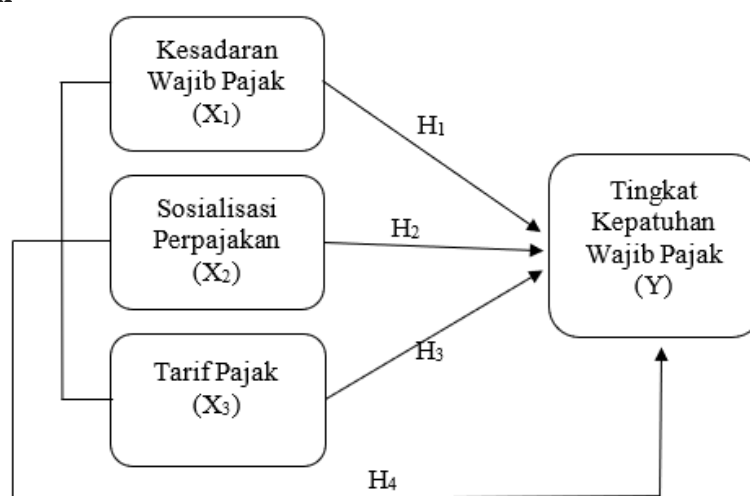 Kesadaran
Wajib Pajak
(X₁)
H₁
Sosialisasi
Perpajakan
(X₂)
H₂
Tingkat
Kepatuhan
Wajib Pajak
(Y)
Tarif Pajak
(X₃)
H₃
H₄